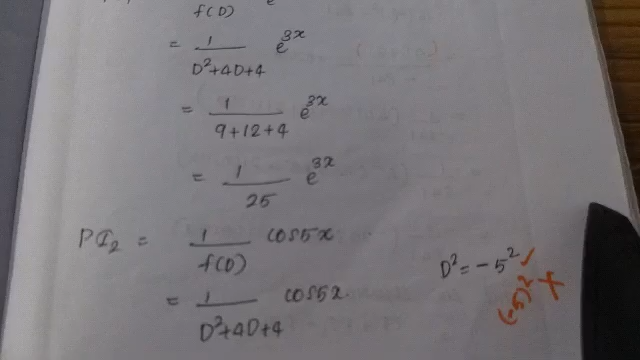 f(D)
= 1/(D²+4D+4) e^3x
= 1/(9+12+4) e^3x
= 1/25 e^3x
PI₂ = 1/f(D) cos5x
D² = -5² ✓
(-5)² ✗
= 1/(D²+4D+4) cos5x